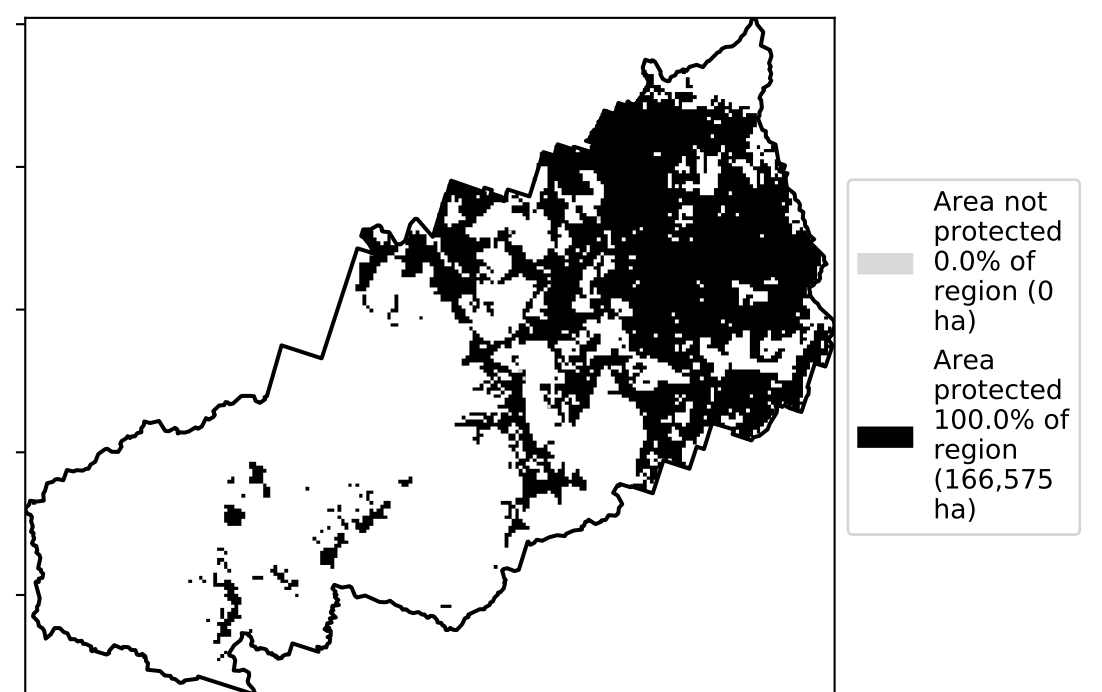 Area not
protected
0.0% of
region (0
ha)
Area
protected
100.0% of
region
(166,575
ha)